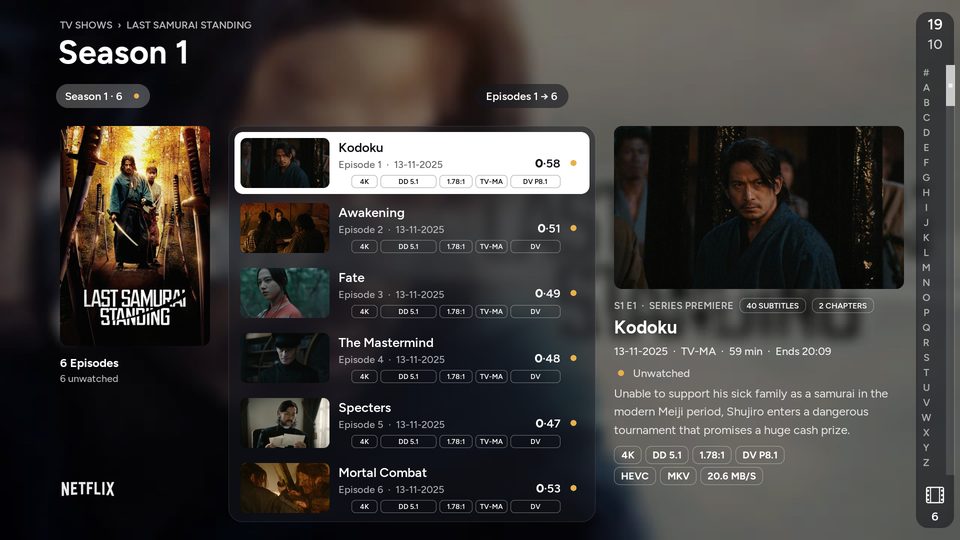 TV SHOWS › LAST SAMURAI STANDING
Season 1
Season 1 · 6
Episodes 1 → 6
LAST SAMURAI
STANDING
6 Episodes
6 unwatched
NETFLIX
Kodoku
Episode 1 · 13-11-2025
0:58
4K DD 5.1 1.78:1 TV-MA DV P8.1
Awakening
Episode 2 · 13-11-2025
0:51
4K DD 5.1 1.78:1 TV-MA DV
Fate
Episode 3 · 13-11-2025
0:49
4K DD 5.1 1.78:1 TV-MA DV
The Mastermind
Episode 4 · 13-11-2025
0:48
4K DD 5.1 1.78:1 TV-MA DV
Specters
Episode 5 · 13-11-2025
0:47
4K DD 5.1 1.78:1 TV-MA DV
Mortal Combat
Episode 6 · 13-11-2025
0:53
4K DD 5.1 1.78:1 TV-MA DV
S1 E1 · SERIES PREMIERE 40 SUBTITLES 2 CHAPTERS
Kodoku
13-11-2025 · TV-MA · 59 min · Ends 20:09
Unwatched
Unable to support his sick family as a samurai in the
modern Meiji period, Shujiro enters a dangerous
tournament that promises a huge cash prize.
4K DD 5.1 1.78:1 DV P8.1
HEVC MKV 20.6 MB/S
19
10
#
A
B
C
D
E
F
G
H
I
J
K
L
M
N
O
P
Q
R
S
T
U
V
W
X
Y
Z
6